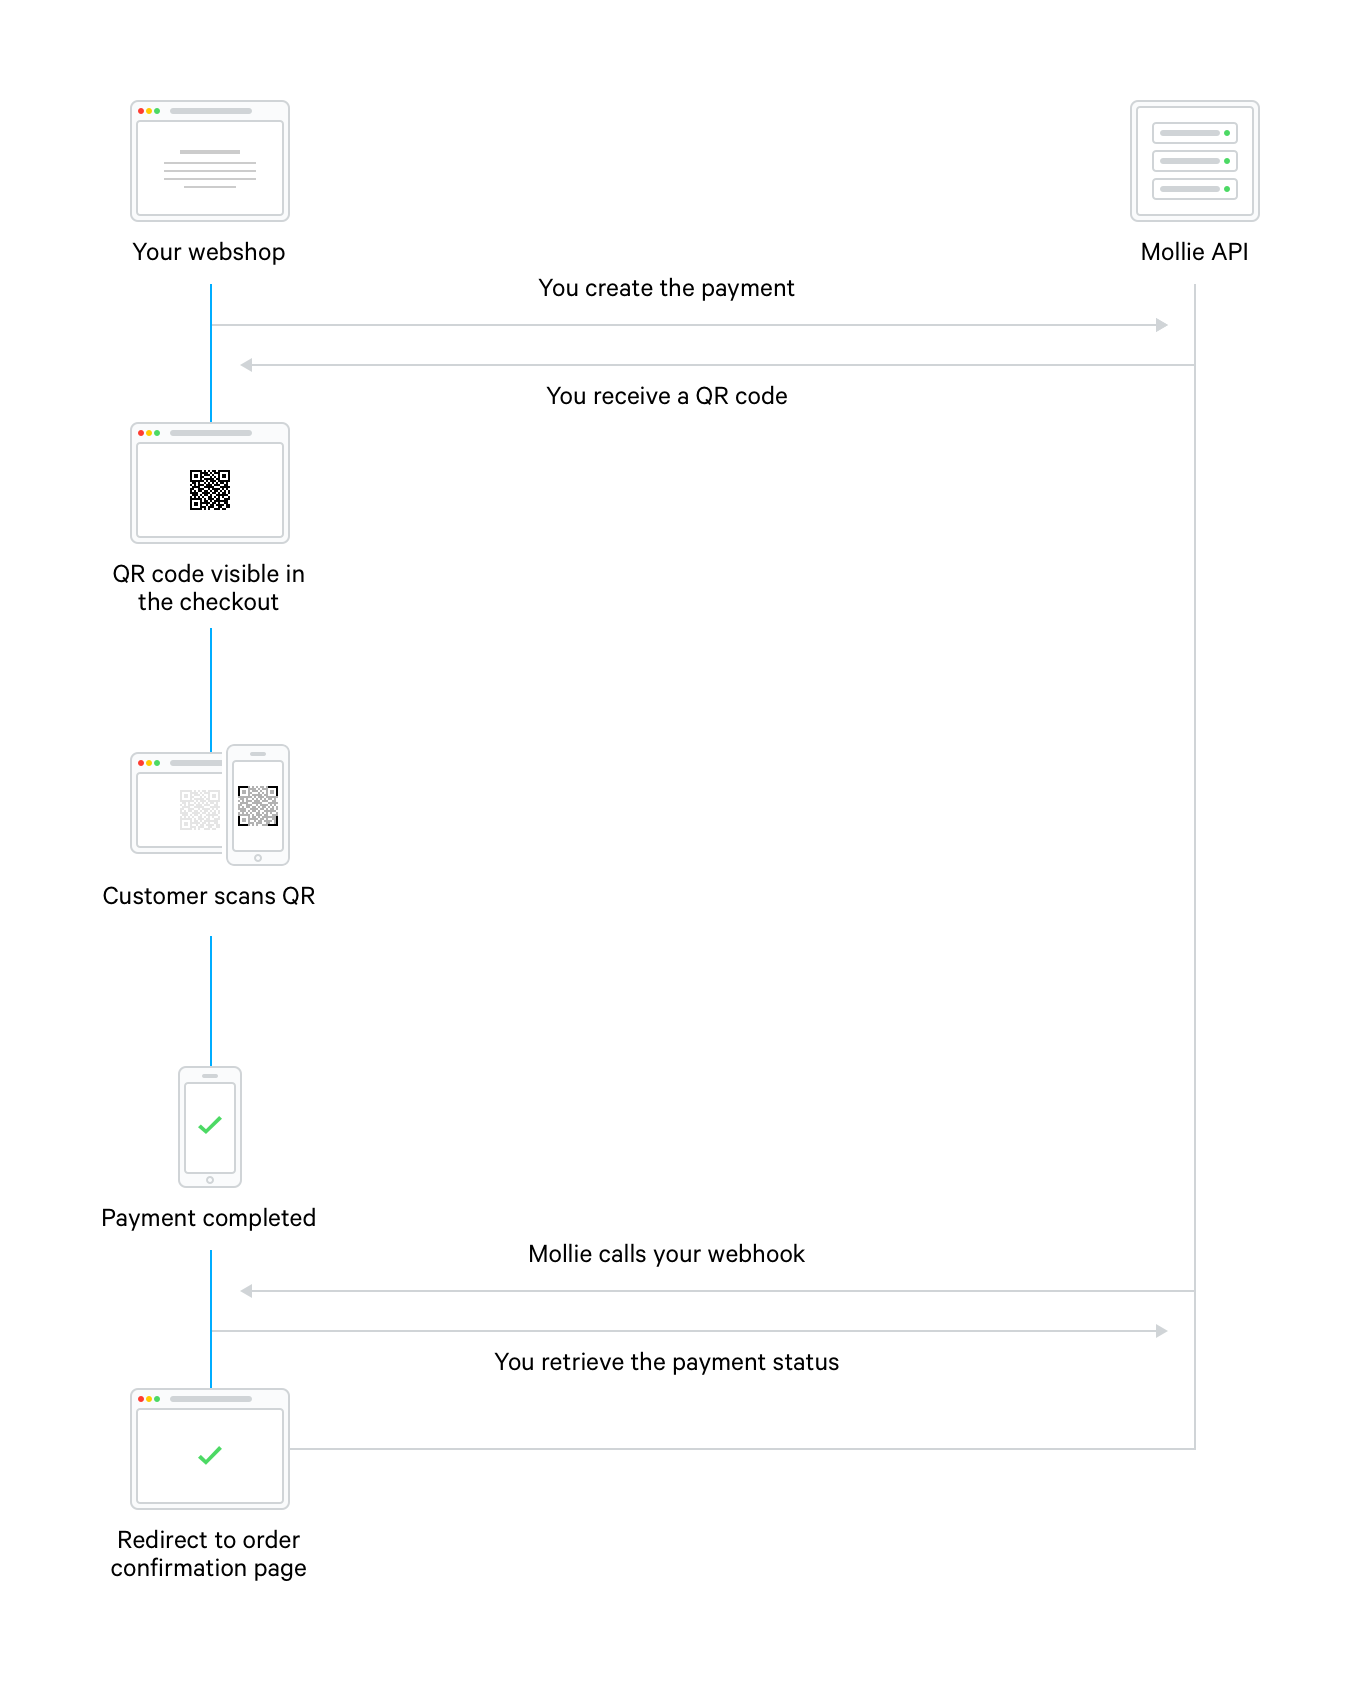 Your webshop
Mollie API
You create the payment
You receive a QR code
QR code visible in
the checkout
Customer scans QR
Payment completed
Mollie calls your webhook
You retrieve the payment status
Redirect to order
confirmation page